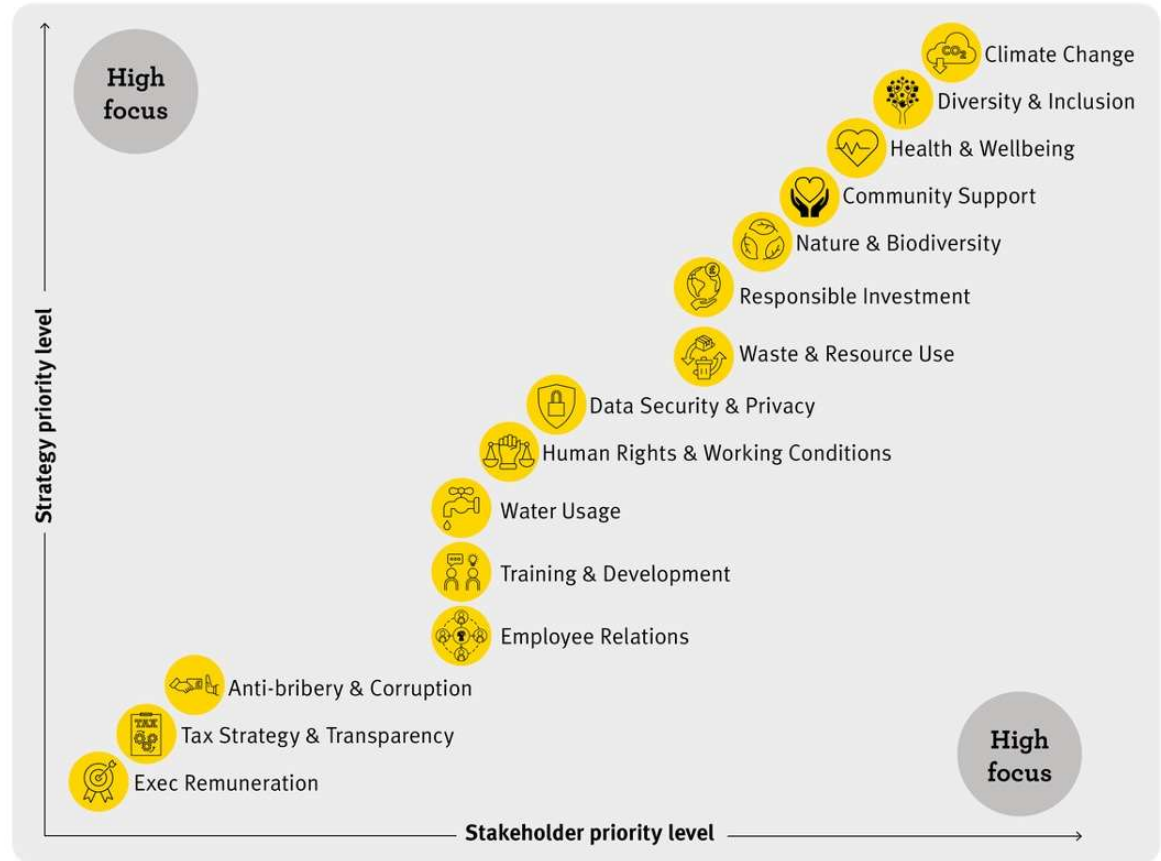 High
focus
CO₂
Climate Change
Diversity & Inclusion
Health & Wellbeing
Community Support
Nature & Biodiversity
£
Responsible Investment
Waste & Resource Use
Data Security & Privacy
Human Rights & Working Conditions
Water Usage
Training & Development
Employee Relations
Anti-bribery & Corruption
TAX
Tax Strategy & Transparency
Exec Remuneration
High
focus
Strategy priority level
Stakeholder priority level